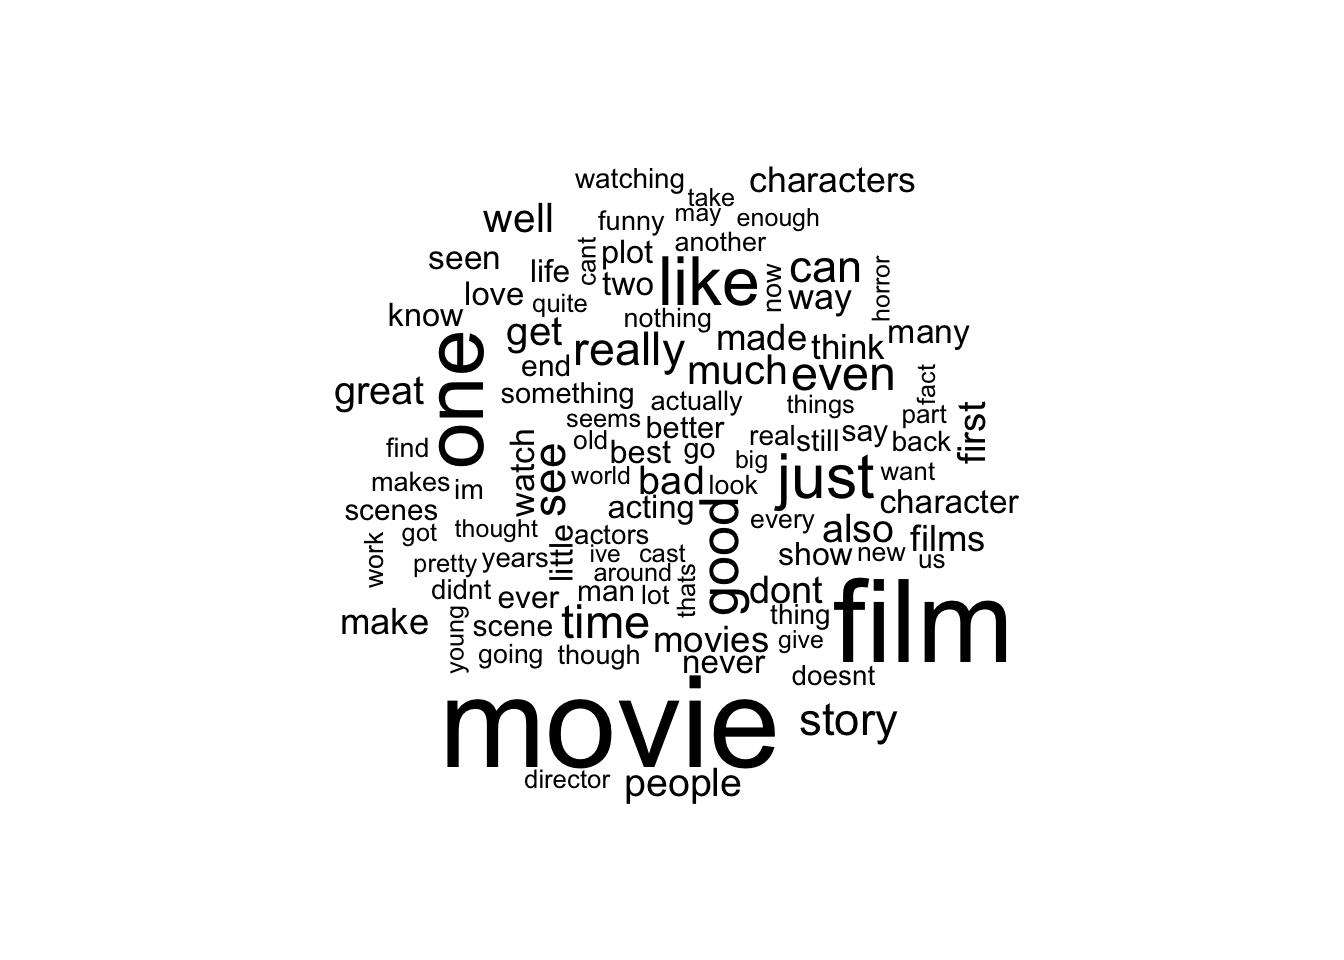 watching
characters
take
well
funny
may
enough
another
seen
cant
plot
life
like
can
now
horror
love
quite
two
way
know
nothing
get
really
made
think
many
one
end
much
even
fact
great
something
actually
things
part
first
seems
better
find
old
best
go
real
still
say
back
watch
see
world
big
want
makes
im
bad
look
just
character
scenes
acting
good
every
also
films
got
thought
actors
work
little
ive
cast
show
new
us
pretty
years
around
thats
didnt
ever
man
lot
dont
film
make
young
scene
time
movies
thing
give
going
though
never
doesnt
movie
story
director
people